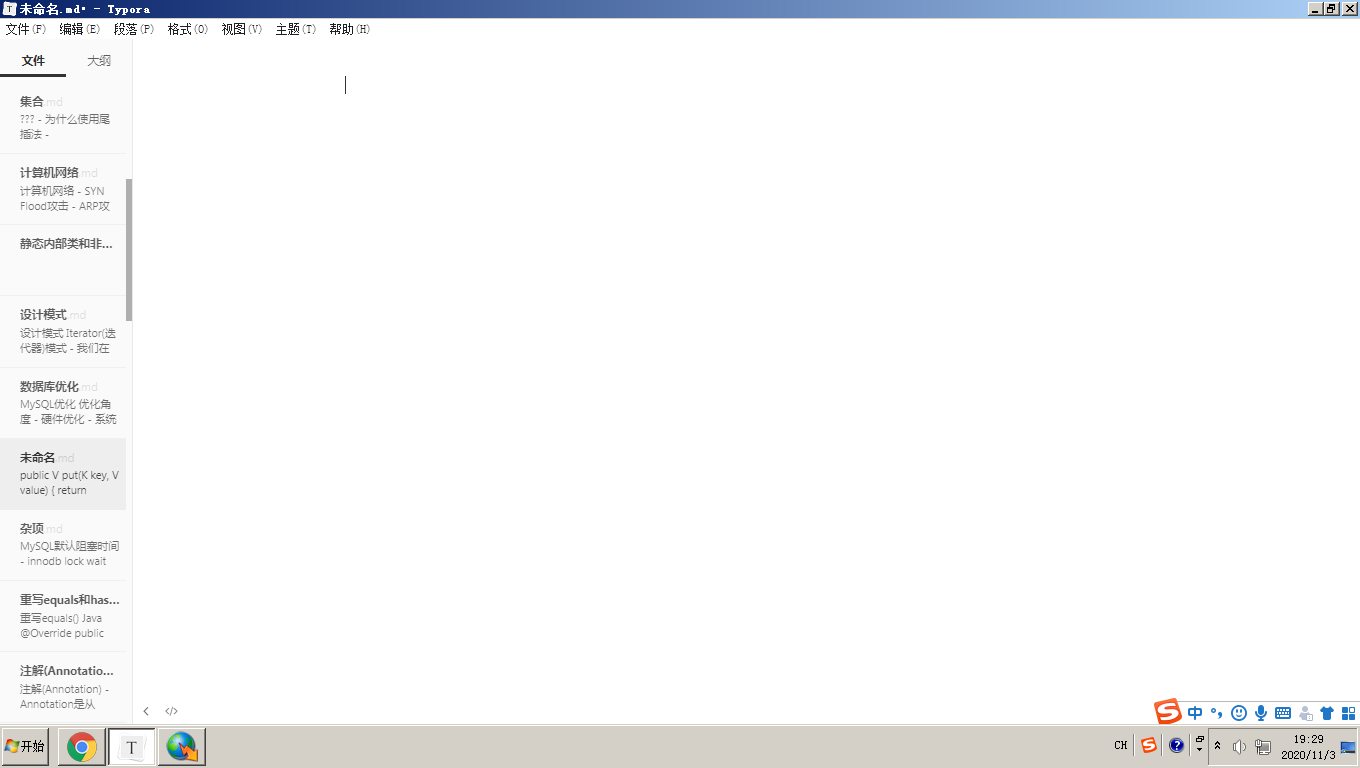 未命名.md• - Typora
文件(F) 编辑(E) 段落(P) 格式(O) 视图(V) 主题(T) 帮助(H)
文件 大纲
集合.md
??? - 为什么使用尾
插法 -
计算机网络.md
计算机网络 - SYN
Flood攻击 - ARP攻
静态内部类和非...
设计模式.md
设计模式 Iterator(迭
代器)模式 - 我们在
数据库优化.md
MySQL优化 优化角
度 - 硬件优化 - 系统
未命名.md
public V put(K key, V
value) { return
杂项.md
MySQL默认阻塞时间
- innodb lock wait
重写equals和has...
重写equals() Java
@Override public
注解(Annotatio...
注解(Annotation) -
Annotation是从
</>
中
开始
T
CH
19:29
2020/11/3